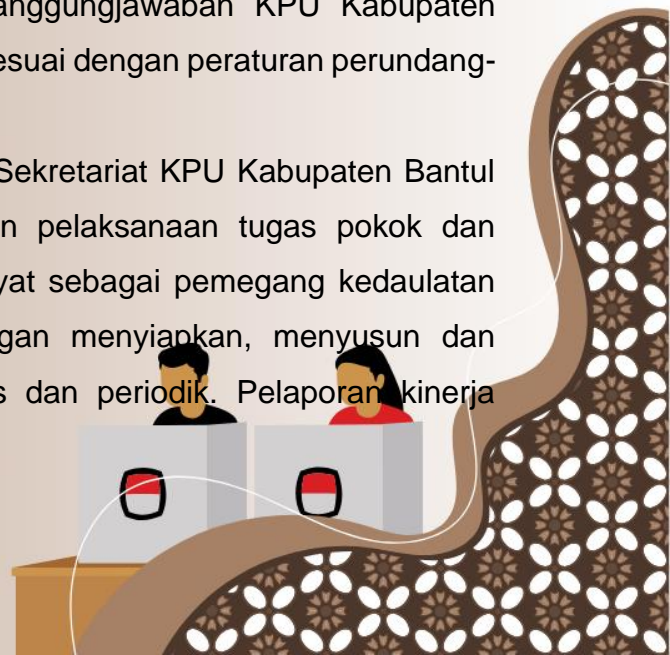 anggungjawaban KPU Kabupaten
esuai dengan peraturan perundang-
Sekretariat KPU Kabupaten Bantul
n pelaksanaan tugas pokok dan
yat sebagai pemegang kedaulatan
gan menyiapkan, menyusun dan
s dan periodik. Pelaporan kinerja